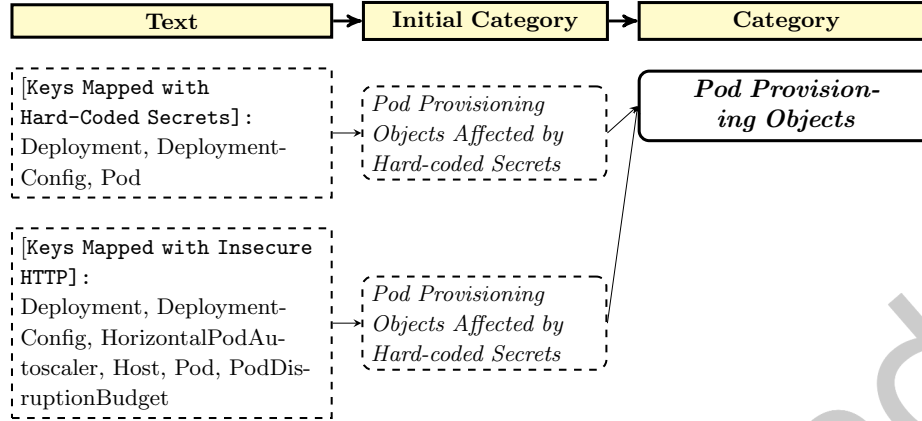 Text
Initial Category
Category
[Keys Mapped with
Hard-Coded Secrets]:
Deployment, Deployment-
Config, Pod
Pod Provisioning
Objects Affected by
Hard-coded Secrets
Pod Provision-
ing Objects
[Keys Mapped with Insecure
HTTP]:
Deployment, Deployment-
Config, HorizontalPodAu-
toscaler, Host, Pod, PodDis-
ruptionBudget
Pod Provisioning
Objects Affected by
Hard-coded Secrets